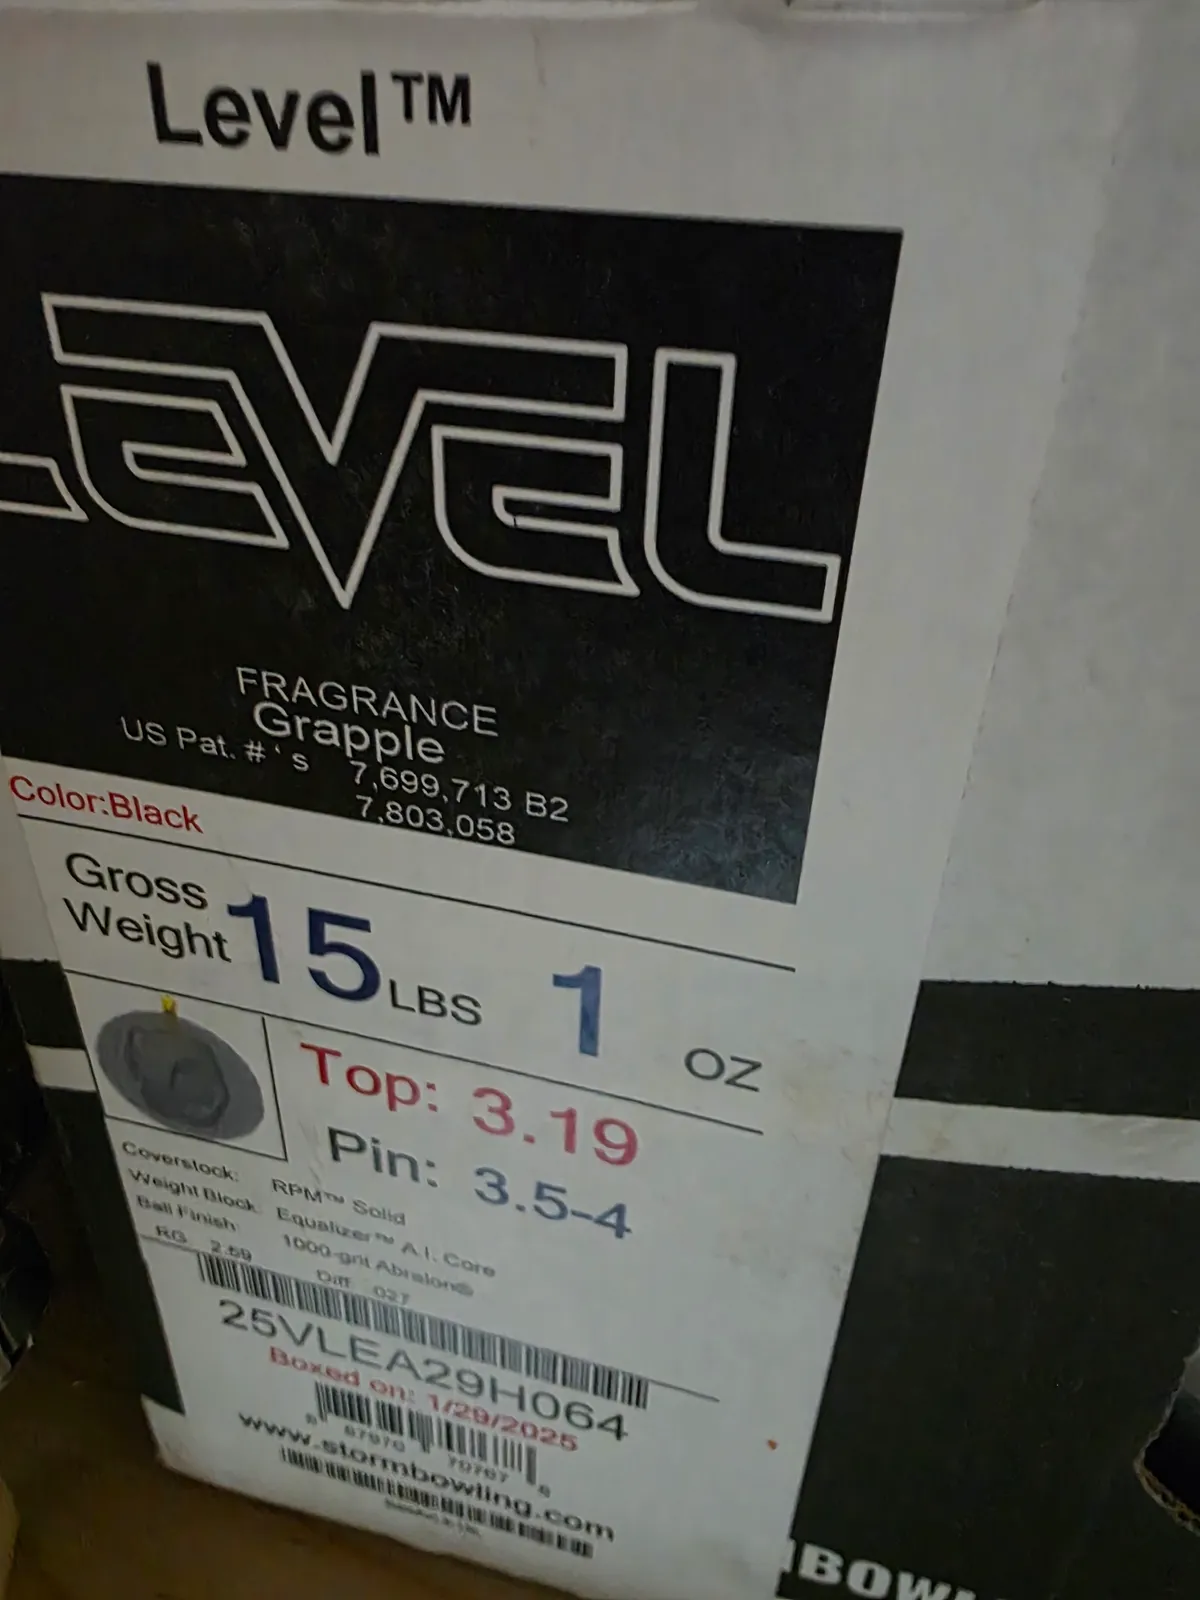 Level™
LEVEL
FRAGRANCE
Grapple
US Pat. #'s 7,699,713 B2
7,803,058
Color:Black
Gross Weight 15 LBS 1 OZ
Top: 3.19
Pin: 3.5-4
Coverstock: RPM™ Solid
Weight Block: Equalizer™ A.I. Core
Ball Finish: 1000-grit Abralon®
RG 2.59 Diff .027
25VLEA29H064
Boxed on: 1/29/2025
www.stormbowling.com